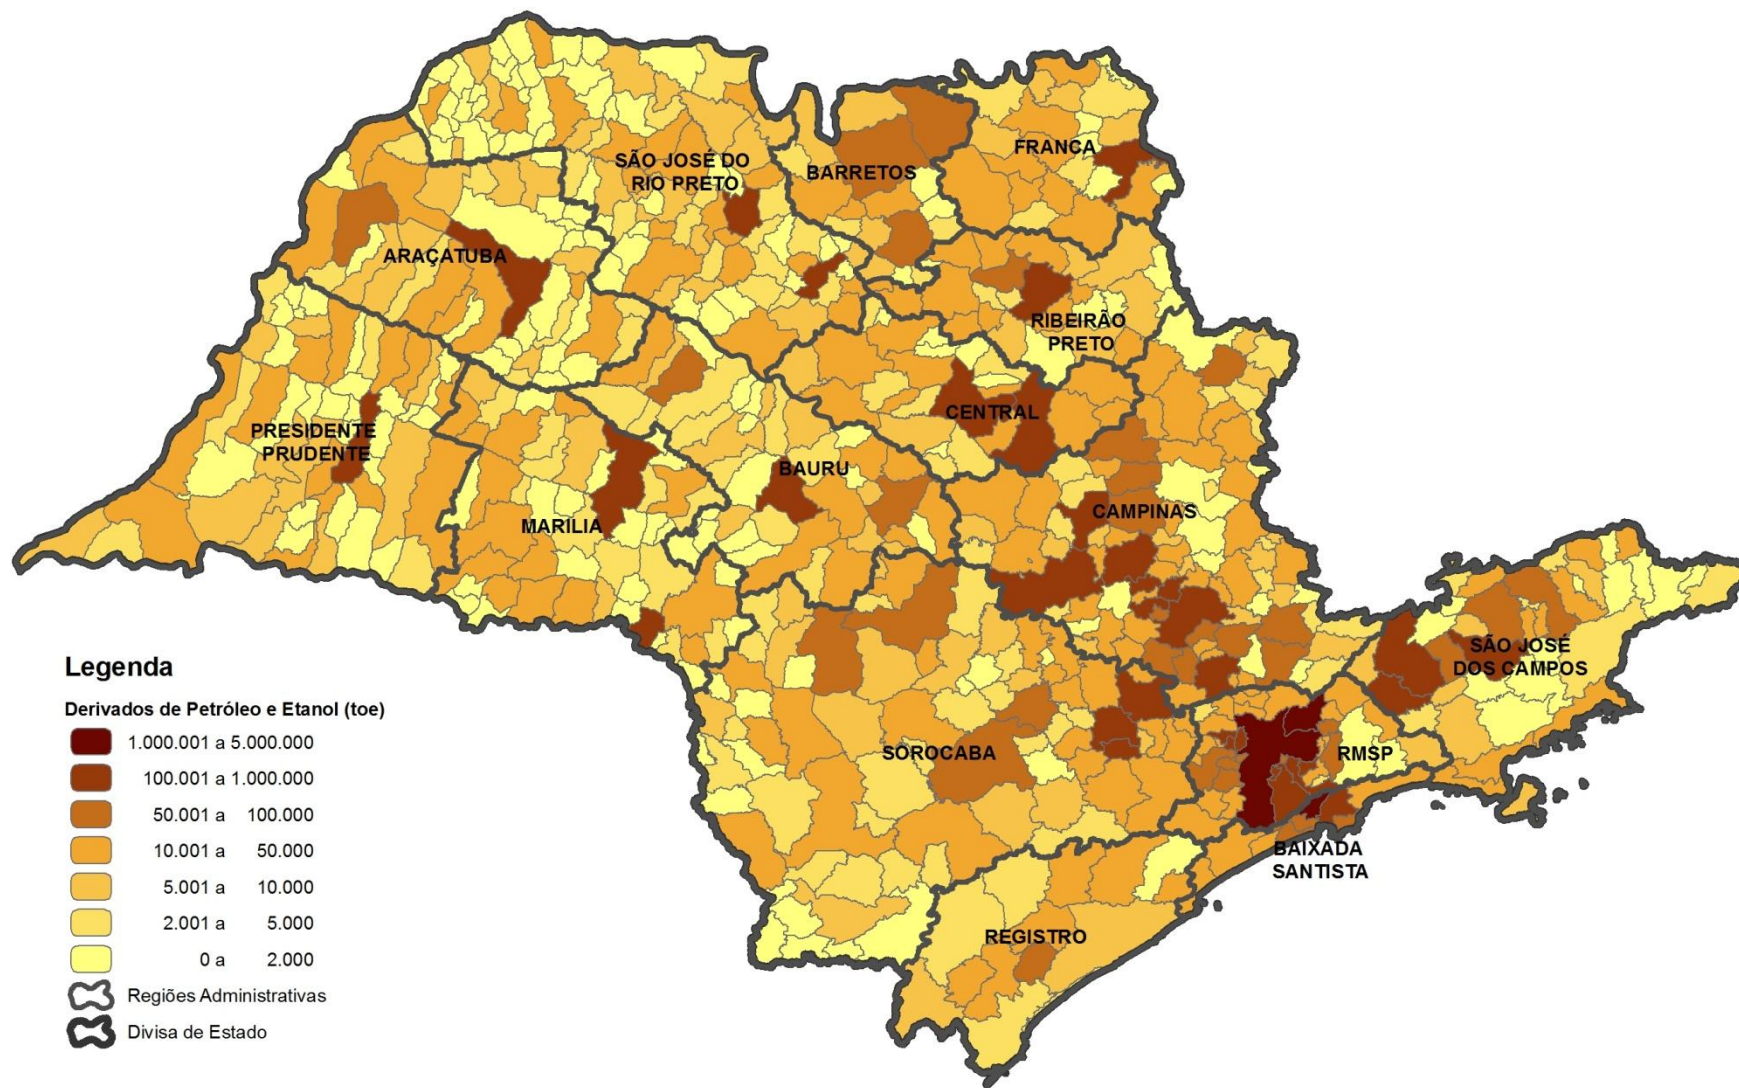 SÃO JOSÉ DO
RIO PRETO
BARRETOS
FRANCA
ARAÇATUBA
RIBEIRÃO
PRETO
PRESIDENTE
PRUDENTE
CENTRAL
BAURU
MARÍLIA
CAMPINAS
SÃO JOSÉ
DOS CAMPOS
SOROCABA
RMSP
BAIXADA
SANTISTA
REGISTRO
Legenda
Derivados de Petróleo e Etanol (toe)
1.000.001 a 5.000.000
100.001 a 1.000.000
50.001 a 100.000
10.001 a 50.000
5.001 a 10.000
2.001 a 5.000
0 a 2.000
Regiões Administrativas
Divisa de Estado